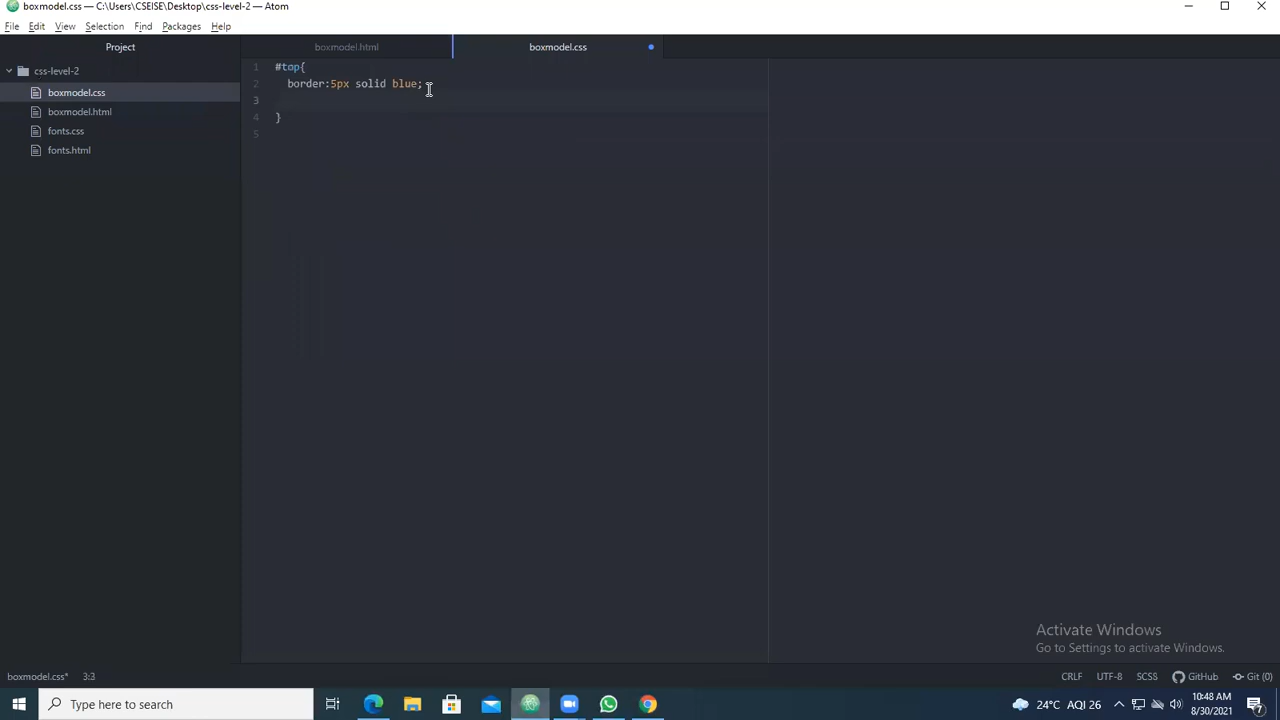 boxmodel.css — C:\Users\CSEISE\Desktop\css-level-2 — Atom
File Edit View Selection Find Packages Help
Project
boxmodel.html
boxmodel.css
css-level-2
boxmodel.css
boxmodel.html
fonts.css
fonts.html
1 #top{
2 border:5px solid blue;
3
4 }
5
Activate Windows
Go to Settings to activate Windows.
boxmodel.css* 3:3
CRLF UTF-8 SCSS GitHub Git (0)
Type here to search
24°C AQI 26
10:48 AM
8/30/2021